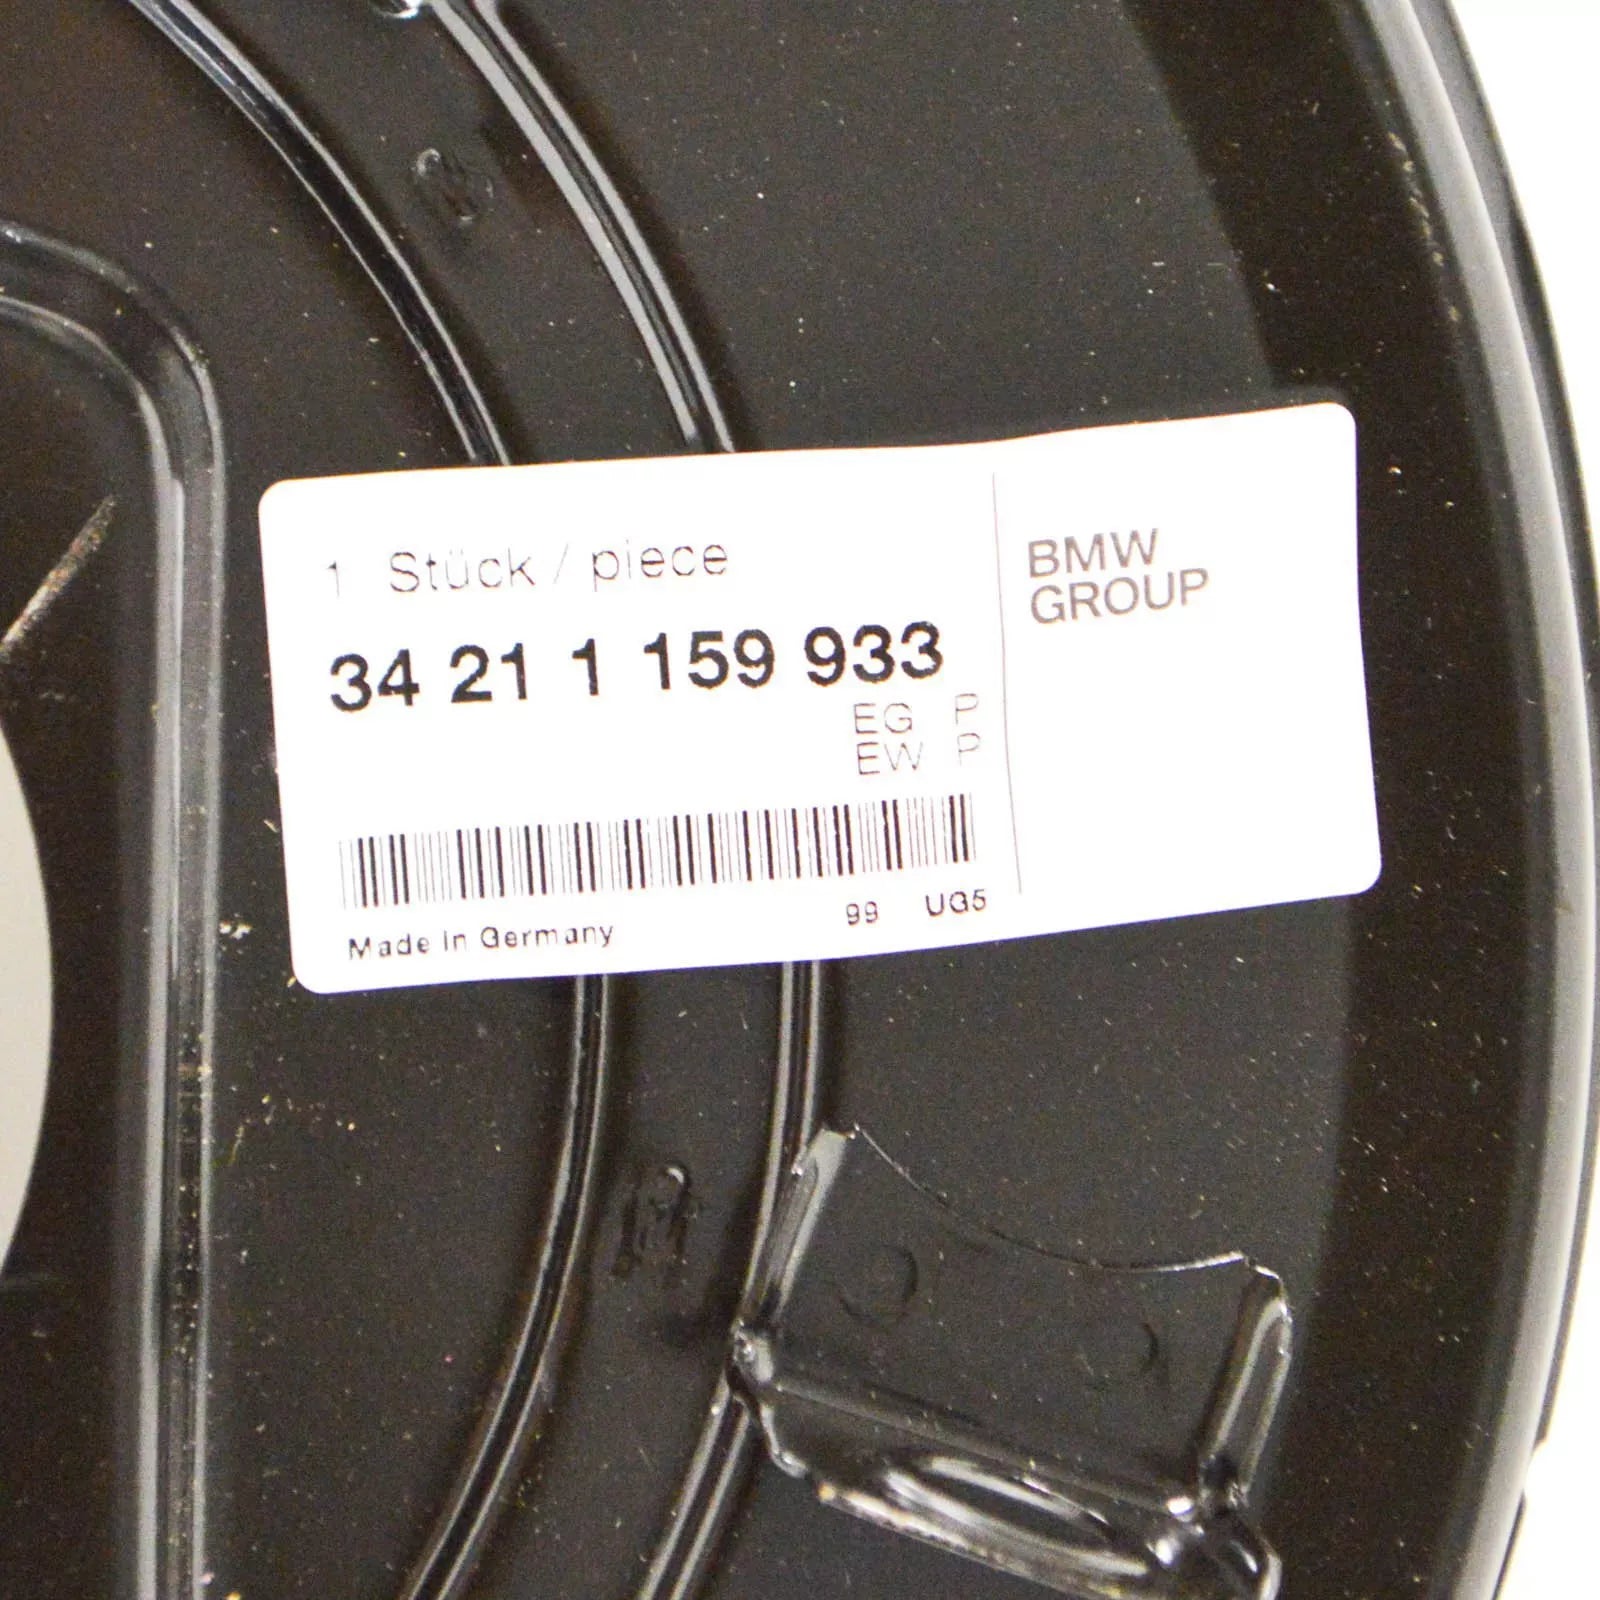 1 Stück / piece
34 21 1 159 933
EG P
EW P
Made in Germany
99 UG5
BMW
GROUP